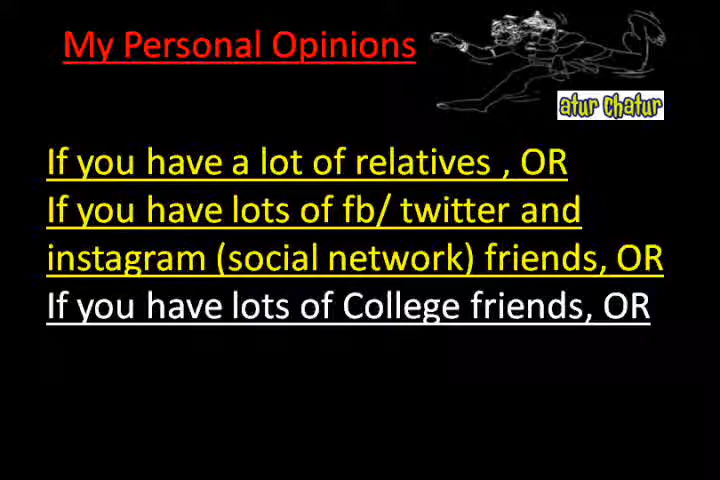 My Personal Opinions
atur chatur
If you have a lot of relatives , OR
If you have lots of fb/ twitter and
instagram (social network) friends, OR
If you have lots of College friends, OR